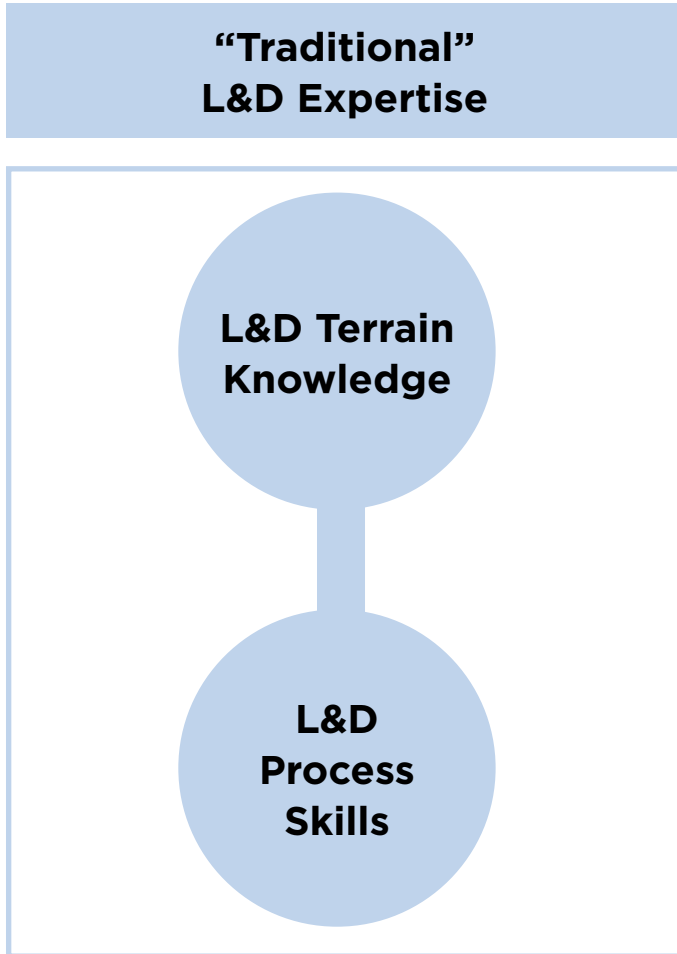 “Traditional”
L&D Expertise
L&D Terrain
Knowledge
L&D
Process
Skills